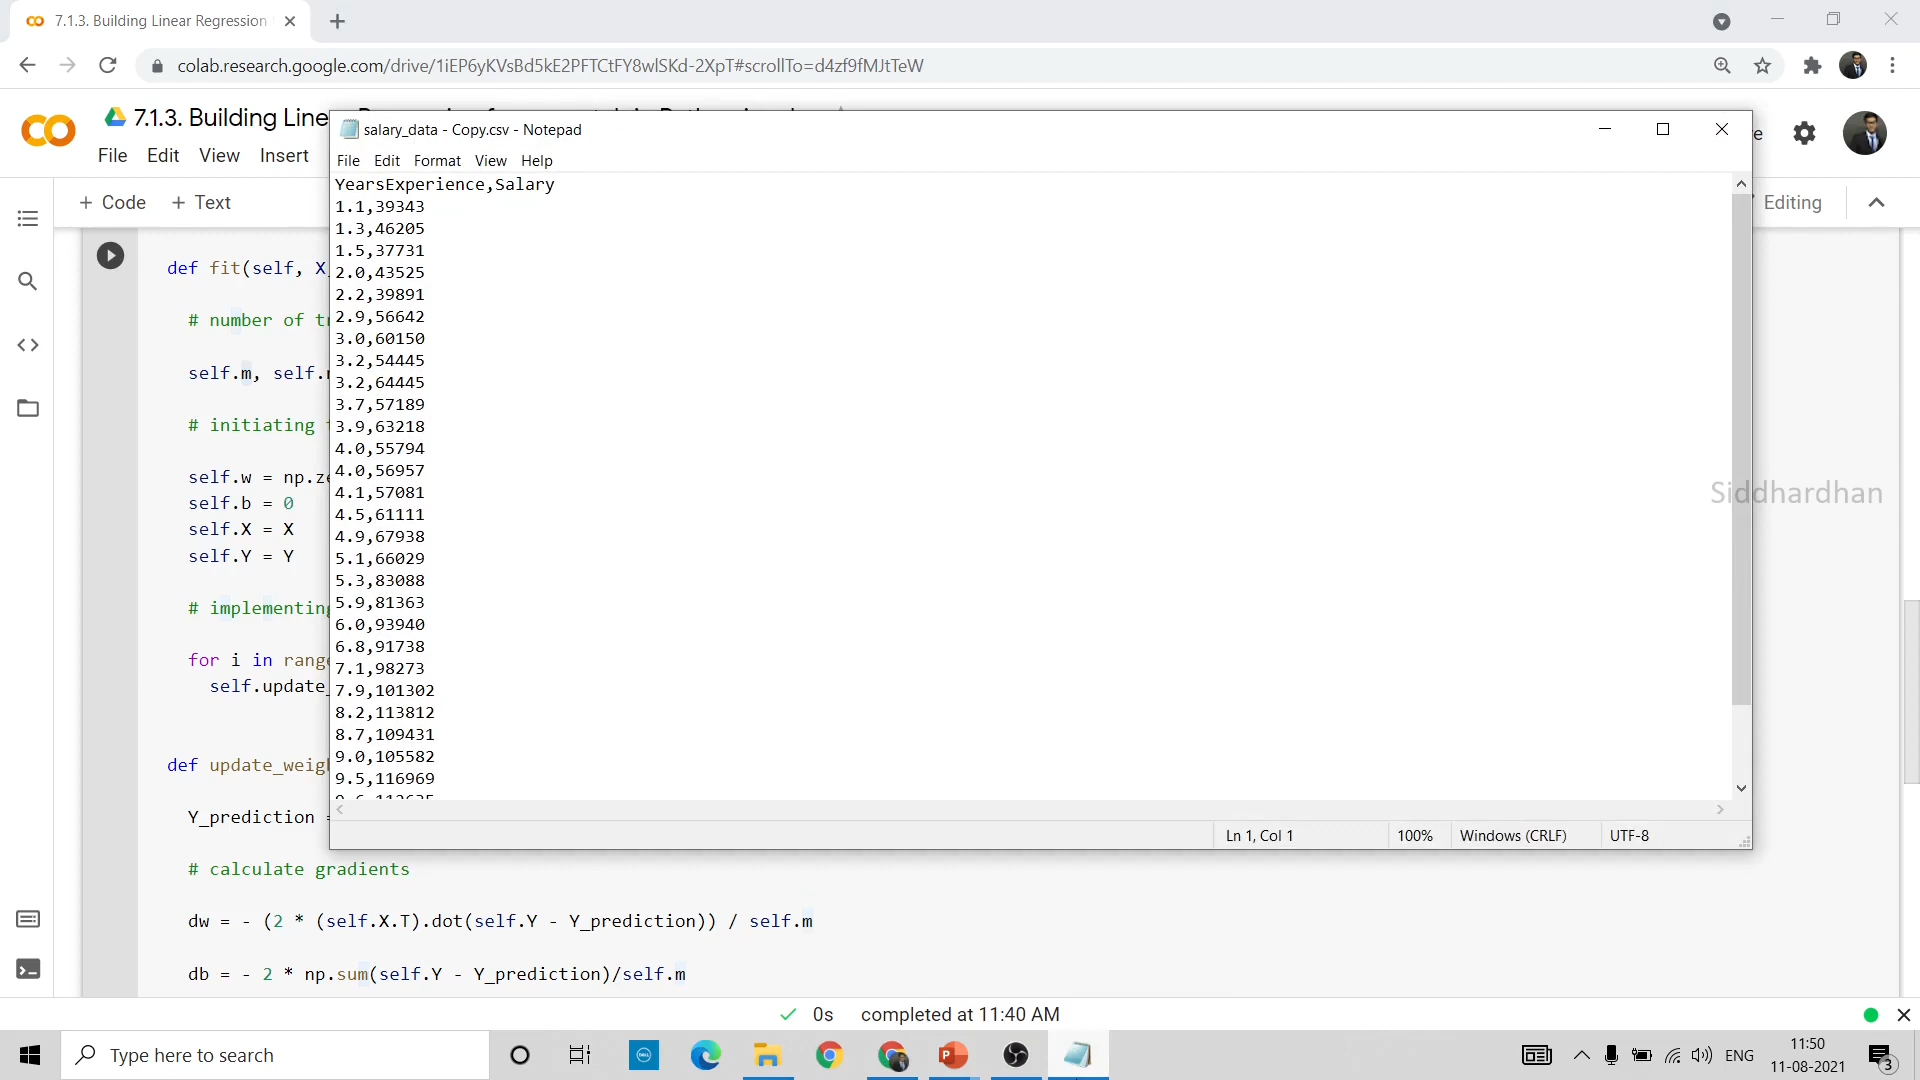 7.1.3. Building Linear Regression
colab.research.google.com/drive/1iEP6yKVsBd5kE2PFTCtFY8wlSKd-2XpT#scrollTo=d4zf9fMJtTeW
7.1.3. Building Line
File Edit View Insert
+ Code + Text
Editing
def fit(self, X
# number of tr
self.m, self.n
# initiating
self.w = np.ze
self.b = 0
self.X = X
self.Y = Y
# implementing
for i in range
self.update_
def update_weigh
Y_prediction =
# calculate gradients
dw = - (2 * (self.X.T).dot(self.Y - Y_prediction)) / self.m
db = - 2 * np.sum(self.Y - Y_prediction)/self.m
salary_data - Copy.csv - Notepad
File Edit Format View Help
YearsExperience,Salary
1.1,39343
1.3,46205
1.5,37731
2.0,43525
2.2,39891
2.9,56642
3.0,60150
3.2,54445
3.2,64445
3.7,57189
3.9,63218
4.0,55794
4.0,56957
4.1,57081
4.5,61111
4.9,67938
5.1,66029
5.3,83088
5.9,81363
6.0,93940
6.8,91738
7.1,98273
7.9,101302
8.2,113812
8.7,109431
9.0,105582
9.5,116969
Ln 1, Col 1 100% Windows (CRLF) UTF-8
Siddhardhan
0s completed at 11:40 AM
Type here to search
DELL
ENG
11:50
11-08-2021
3